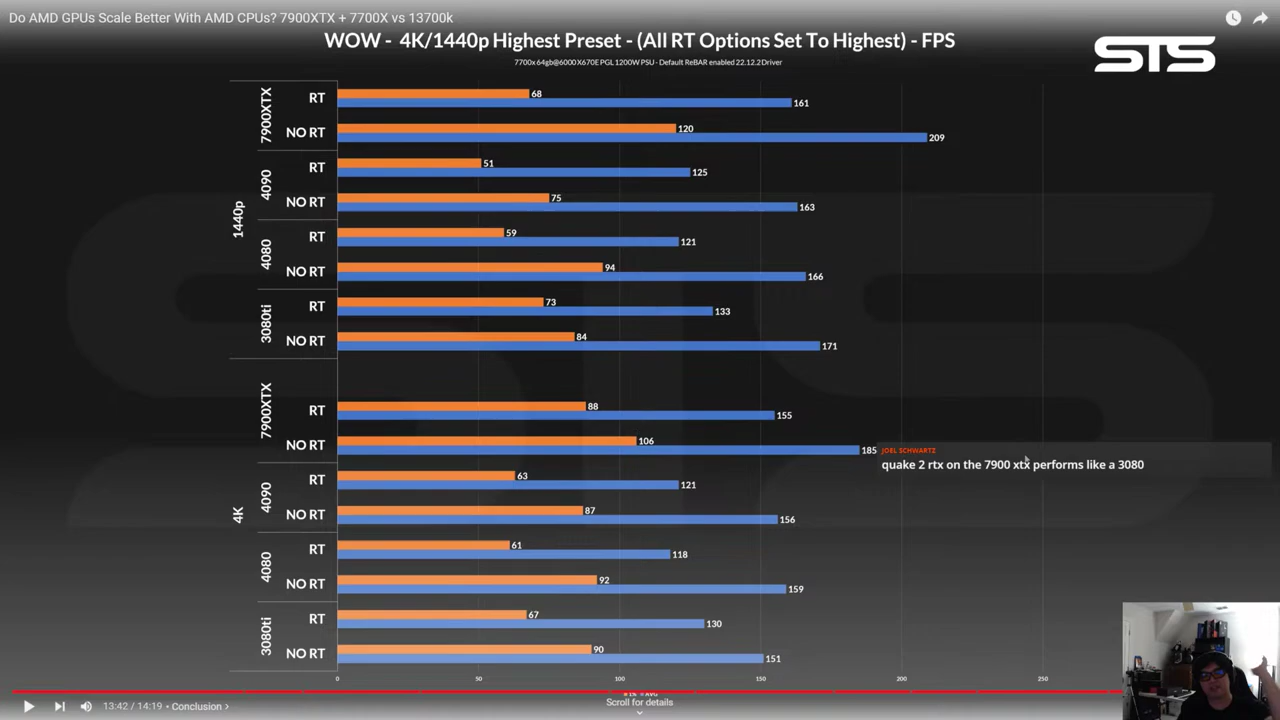 Do AMD GPUs Scale Better With AMD CPUs? 7900XTX + 7700X vs 13700k
WOW - 4K/1440p Highest Preset - (All RT Options Set To Highest) - FPS
7700x 64gb@6000 X670E PGL 1200W PSU - Default ReBAR enabled 22.12.2 Driver
STS
1440p
7900XTX
RT
68
161
NO RT
120
209
4090
RT
51
125
NO RT
75
163
4080
RT
59
121
NO RT
94
166
3080ti
RT
73
133
NO RT
84
171
4K
7900XTX
RT
88
155
NO RT
106
185
JOEL SCHWARTZ
quake 2 rtx on the 7900 xtx performs like a 3080
4090
RT
63
121
NO RT
87
156
4080
RT
61
118
NO RT
92
159
3080ti
RT
67
130
NO RT
90
151
0 50 100 150 200 250
13:42 / 14:19 • Conclusion
Scroll for details